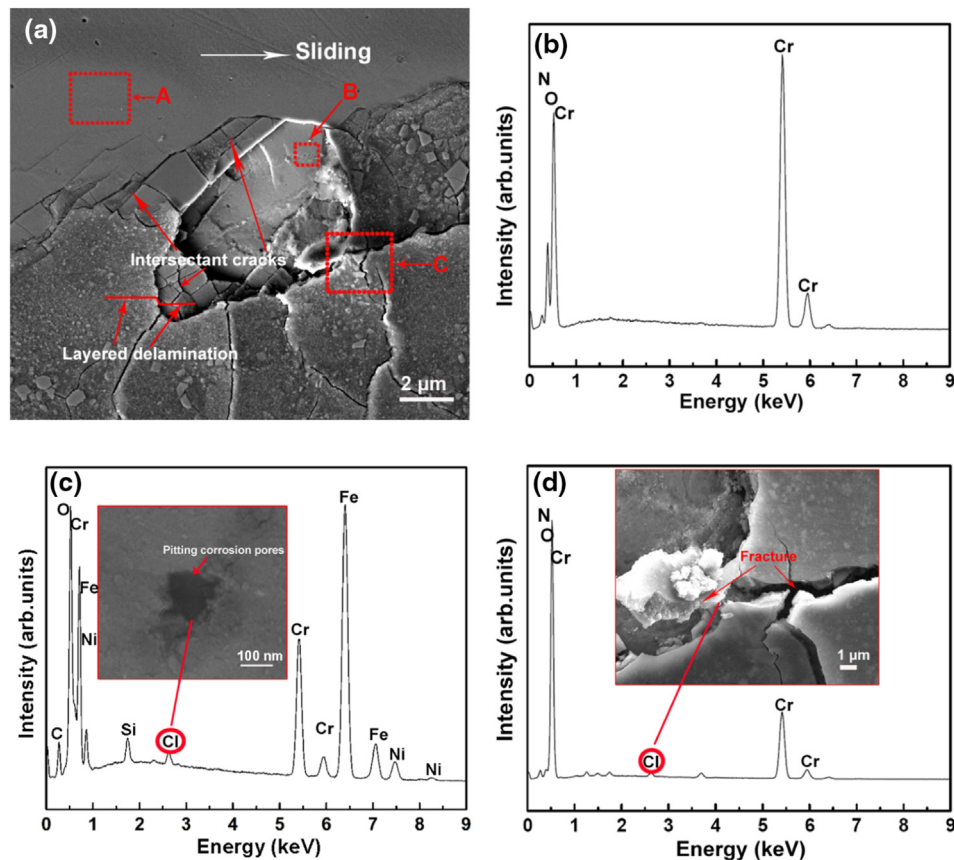 (a)
Sliding
A
B
Intersectant cracks
C
Layered delamination
2 μm
(b)
Intensity (arb.units)
N
O
Cr
Cr
Cr
0 1 2 3 4 5 6 7 8 9
Energy (keV)
(c)
Intensity (arb.units)
O
Cr
Fe
Ni
C
Si
Cl
Cr
Cr
Fe
Fe
Ni
Ni
Pitting corrosion pores
100 nm
0 1 2 3 4 5 6 7 8 9
Energy (keV)
(d)
Intensity (arb.units)
N
O
Cr
Fracture
1 μm
Cl
Cr
Cr
0 1 2 3 4 5 6 7 8 9
Energy (keV)